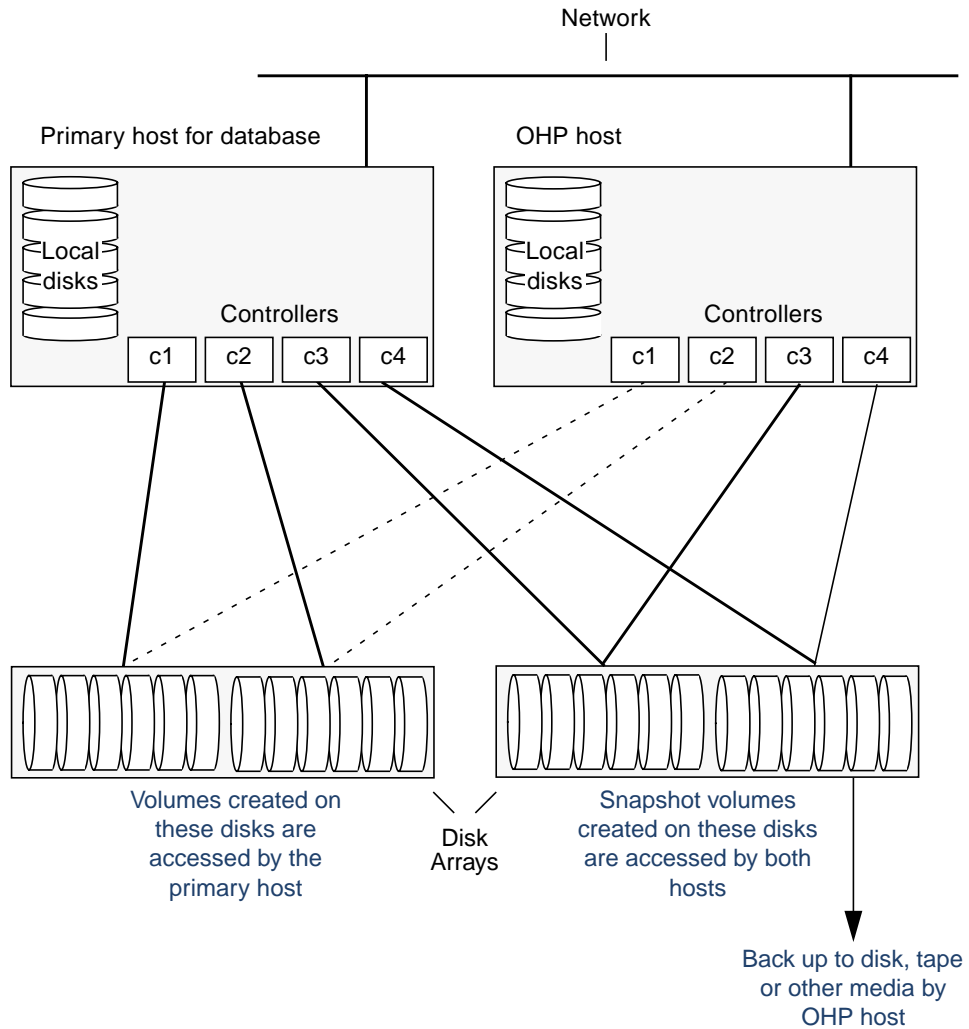 Network
Primary host for database
OHP host
Local
disks
Controllers
c1
c2
c3
c4
Local
disks
Controllers
c1
c2
c3
c4
Volumes created on
these disks are
accessed by the
primary host
Disk
Arrays
Snapshot volumes
created on these disks
are accessed by both
hosts
Back up to disk, tape
or other media by
OHP host